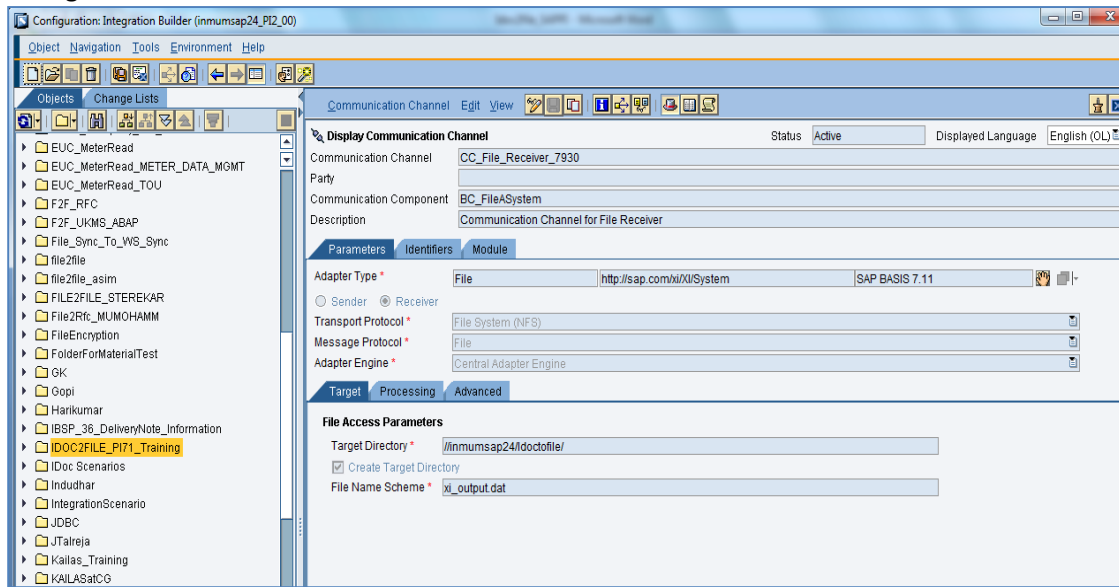 Configuration: Integration Builder (inmumsap24_PI2_00)
Object Navigation Tools Environment Help
Objects Change Lists
Communication Channel Edit View
EUC_MeterRead
EUC_MeterRead_METER_DATA_MGMT
EUC_MeterRead_TOU
F2F_RFC
F2F_UKMS_ABAP
File_Sync_To_WS_Sync
file2file
file2file_asim
FILE2FILE_STEREKAR
File2Rfc_MUMOHAMM
FileEncryption
FolderForMaterialTest
GK
Gopi
Harikumar
IBSP_36_DeliveryNote_Information
IDOC2FILE_PI71_Training
IDoc Scenarios
Indudhar
IntegrationScenario
JDBC
JTalreja
Kailas_Training
KAILASatCG
Display Communication Channel Status Active Displayed Language English (OL)
Communication Channel CC_File_Receiver_7930
Party
Communication Component BC_FileASystem
Description Communication Channel for File Receiver
Parameters Identifiers Module
Adapter Type * File http://sap.com/xi/XI/System SAP BASIS 7.11
Sender Receiver
Transport Protocol * File System (NFS)
Message Protocol * File
Adapter Engine * Central Adapter Engine
Target Processing Advanced
File Access Parameters
Target Directory * //inmumsap24/Idoctofile/
Create Target Directory
File Name Scheme * xi_output.dat